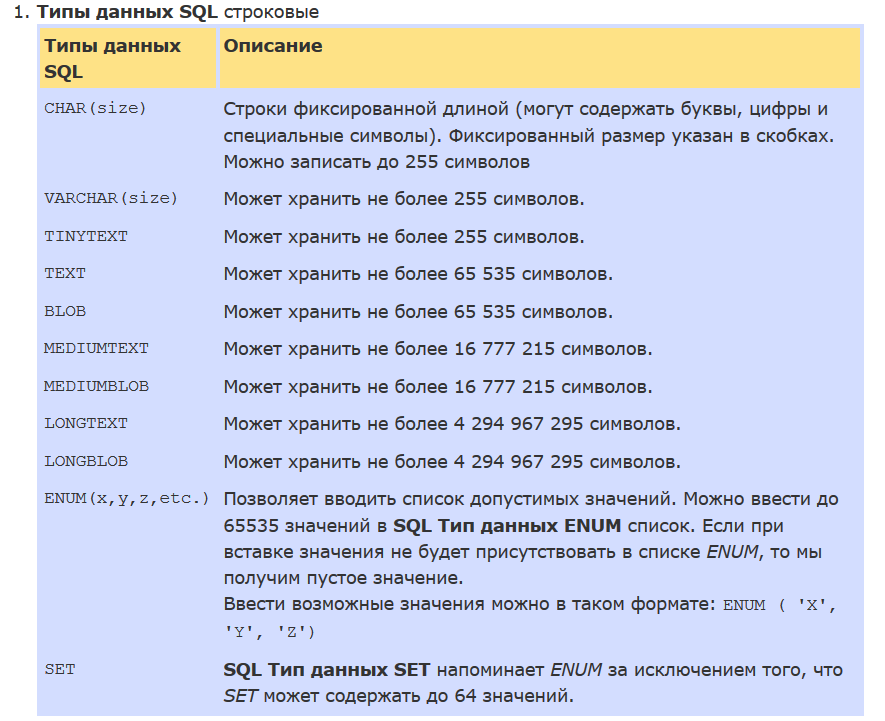 1. Типы данных SQL строковые
Типы данных SQL
Описание
CHAR(size)
Строки фиксированной длиной (могут содержать буквы, цифры и
специальные символы). Фиксированный размер указан в скобках.
Можно записать до 255 символов
VARCHAR(size)
Может хранить не более 255 символов.
TINYTEXT
Может хранить не более 255 символов.
TEXT
Может хранить не более 65 535 символов.
BLOB
Может хранить не более 65 535 символов.
MEDIUMTEXT
Может хранить не более 16 777 215 символов.
MEDIUMBLOB
Может хранить не более 16 777 215 символов.
LONGTEXT
Может хранить не более 4 294 967 295 символов.
LONGBLOB
Может хранить не более 4 294 967 295 символов.
ENUM(x,y,z,etc.)
Позволяет вводить список допустимых значений. Можно ввести до
65535 значений в SQL Тип данных ENUM список. Если при
вставке значения не будет присутствовать в списке ENUM, то мы
получим пустое значение.
Ввести возможные значения можно в таком формате: ENUM ( 'X',
'Y', 'Z')
SET
SQL Тип данных SET напоминает ENUM за исключением того, что
SET может содержать до 64 значений.